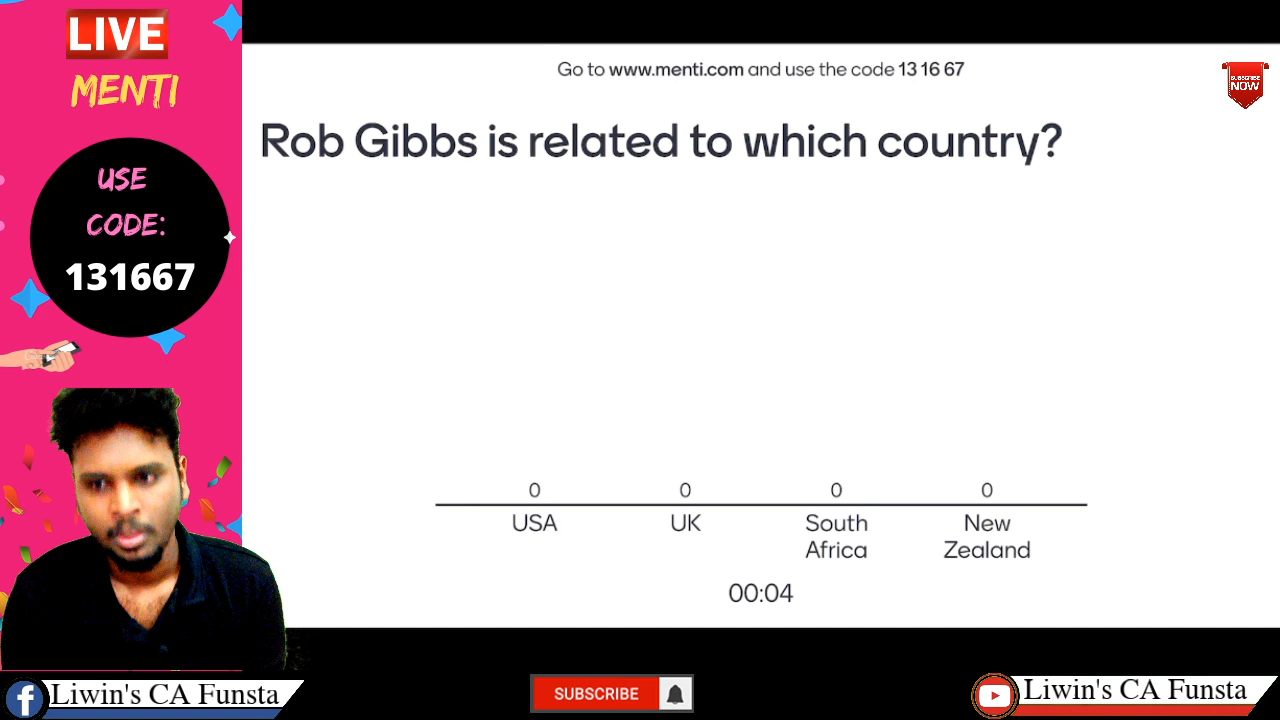 LIVE
MENTI
USE
CODE:
131667
Go to www.menti.com and use the code 13 16 67
SUBSCRIBE
NOW
Rob Gibbs is related to which country?
0 0 0 0
USA UK South New
Africa Zealand
00:04
Liwin's CA Funsta
SUBSCRIBE
Liwin's CA Funsta